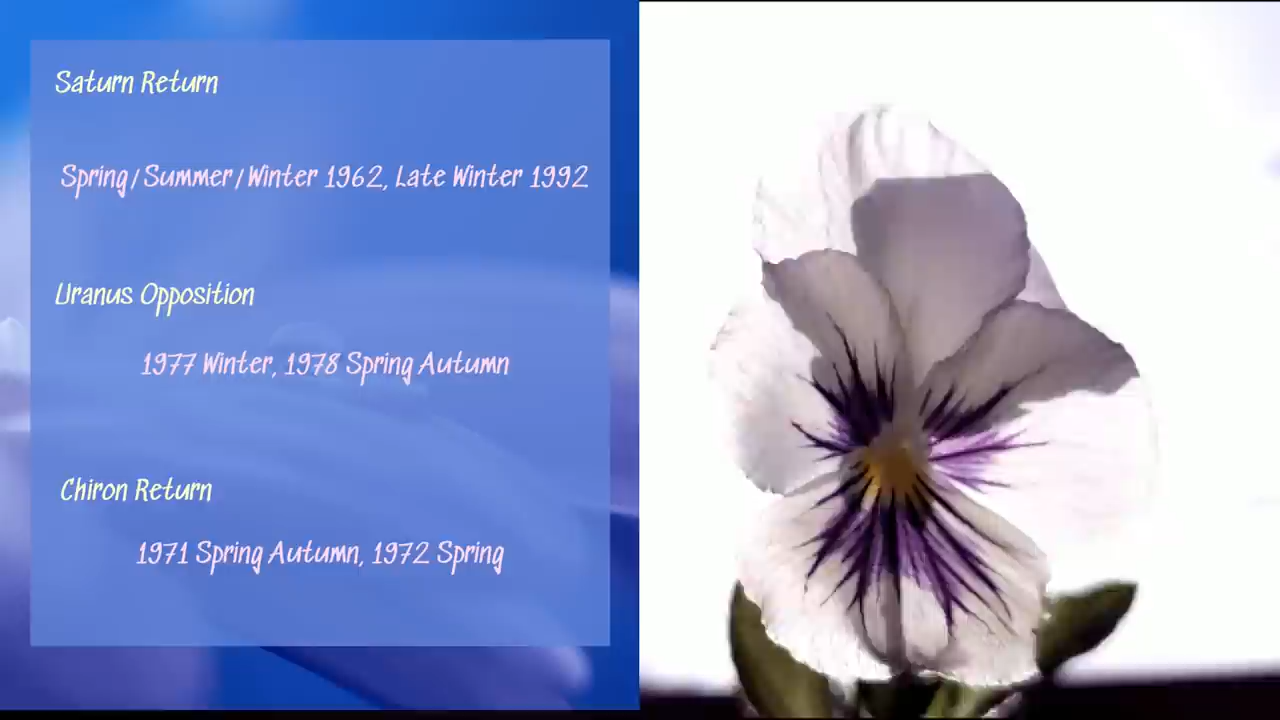 Saturn Return
Spring/Summer/Winter 1962, Late Winter 1992
Uranus Opposition
1977 Winter, 1978 Spring Autumn
Chiron Return
1971 Spring Autumn, 1972 Spring